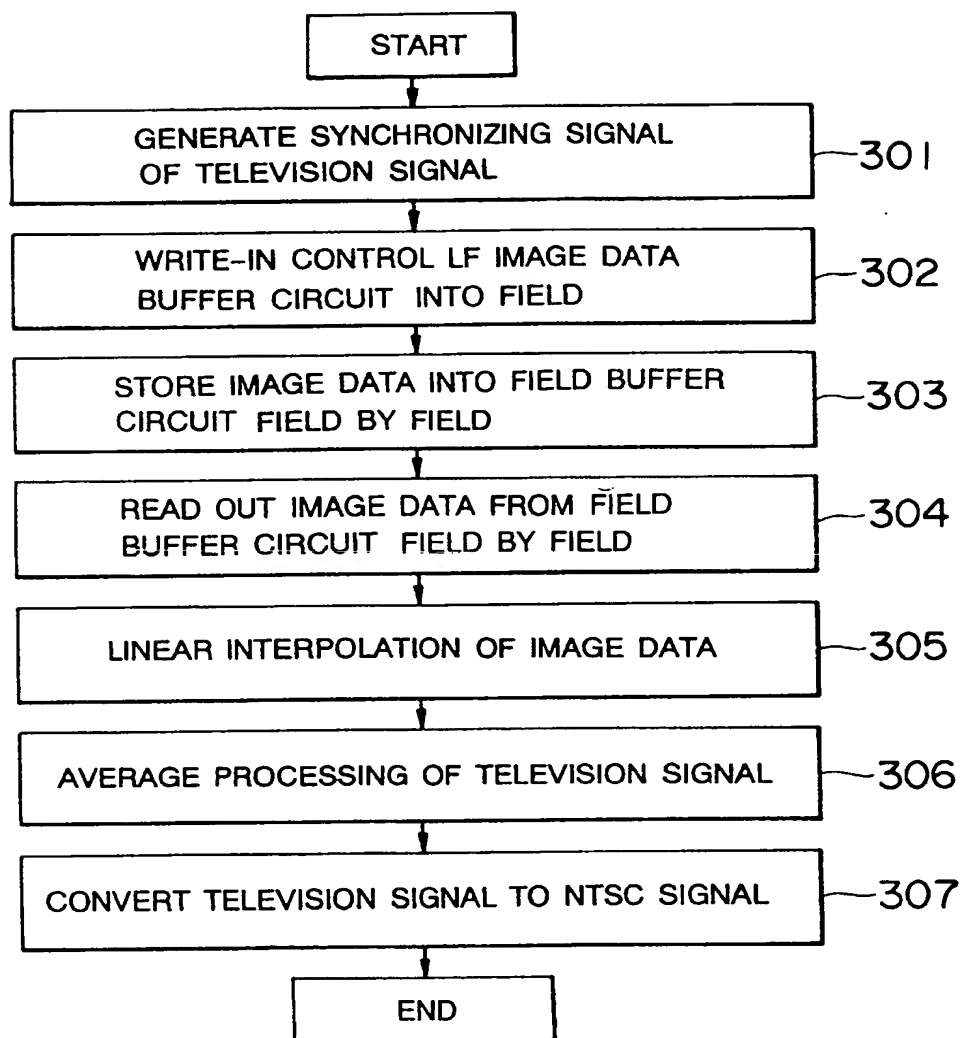 START
GENERATE SYNCHRONIZING SIGNAL
OF TELEVISION SIGNAL
301
WRITE-IN CONTROL LF IMAGE DATA
BUFFER CIRCUIT INTO FIELD
302
STORE IMAGE DATA INTO FIELD BUFFER
CIRCUIT FIELD BY FIELD
303
READ OUT IMAGE DATA FROM FIELD
BUFFER CIRCUIT FIELD BY FIELD
304
LINEAR INTERPOLATION OF IMAGE DATA
305
AVERAGE PROCESSING OF TELEVISION SIGNAL
306
CONVERT TELEVISION SIGNAL TO NTSC SIGNAL
307
END